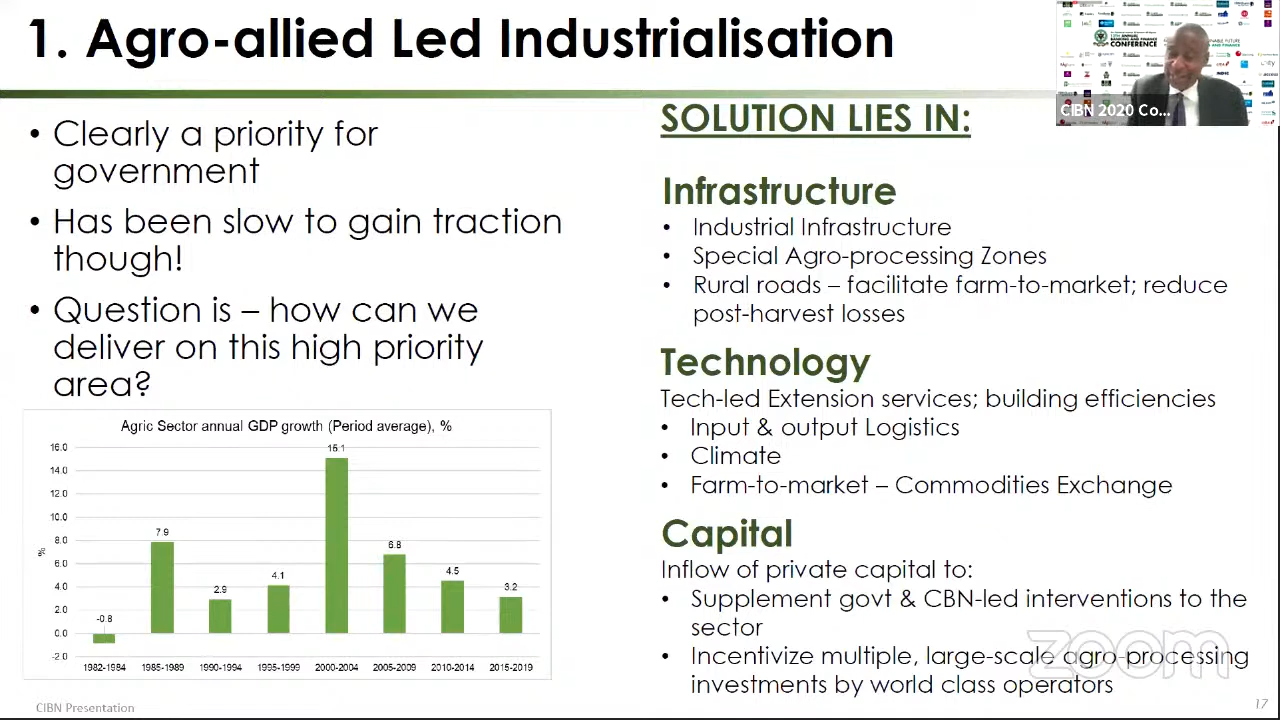 1. Agro-allied Led Industrialisation
• Clearly a priority for
government
• Has been slow to gain traction
though!
• Question is – how can we
deliver on this high priority
area?
Agric Sector annual GDP growth (Period average), %
%
16.0
14.0
12.0
10.0
8.0
6.0
4.0
2.0
0.0
-2.0
-0.8
7.9
2.9
4.1
15.1
6.8
4.5
3.2
1982-1984 1985-1989 1990-1994 1995-1999 2000-2004 2005-2009 2010-2014 2015-2019
SOLUTION LIES IN:
Infrastructure
• Industrial Infrastructure
• Special Agro-processing Zones
• Rural roads – facilitate farm-to-market; reduce
post-harvest losses
Technology
Tech-led Extension services; building efficiencies
• Input & output Logistics
• Climate
• Farm-to-market – Commodities Exchange
Capital
Inflow of private capital to:
• Supplement govt & CBN-led interventions to the
sector
• Incentivize multiple, large-scale agro-processing
investments by world class operators
CONFERENCE
CIBN 2020 Co...
zoom
CIBN Presentation
17